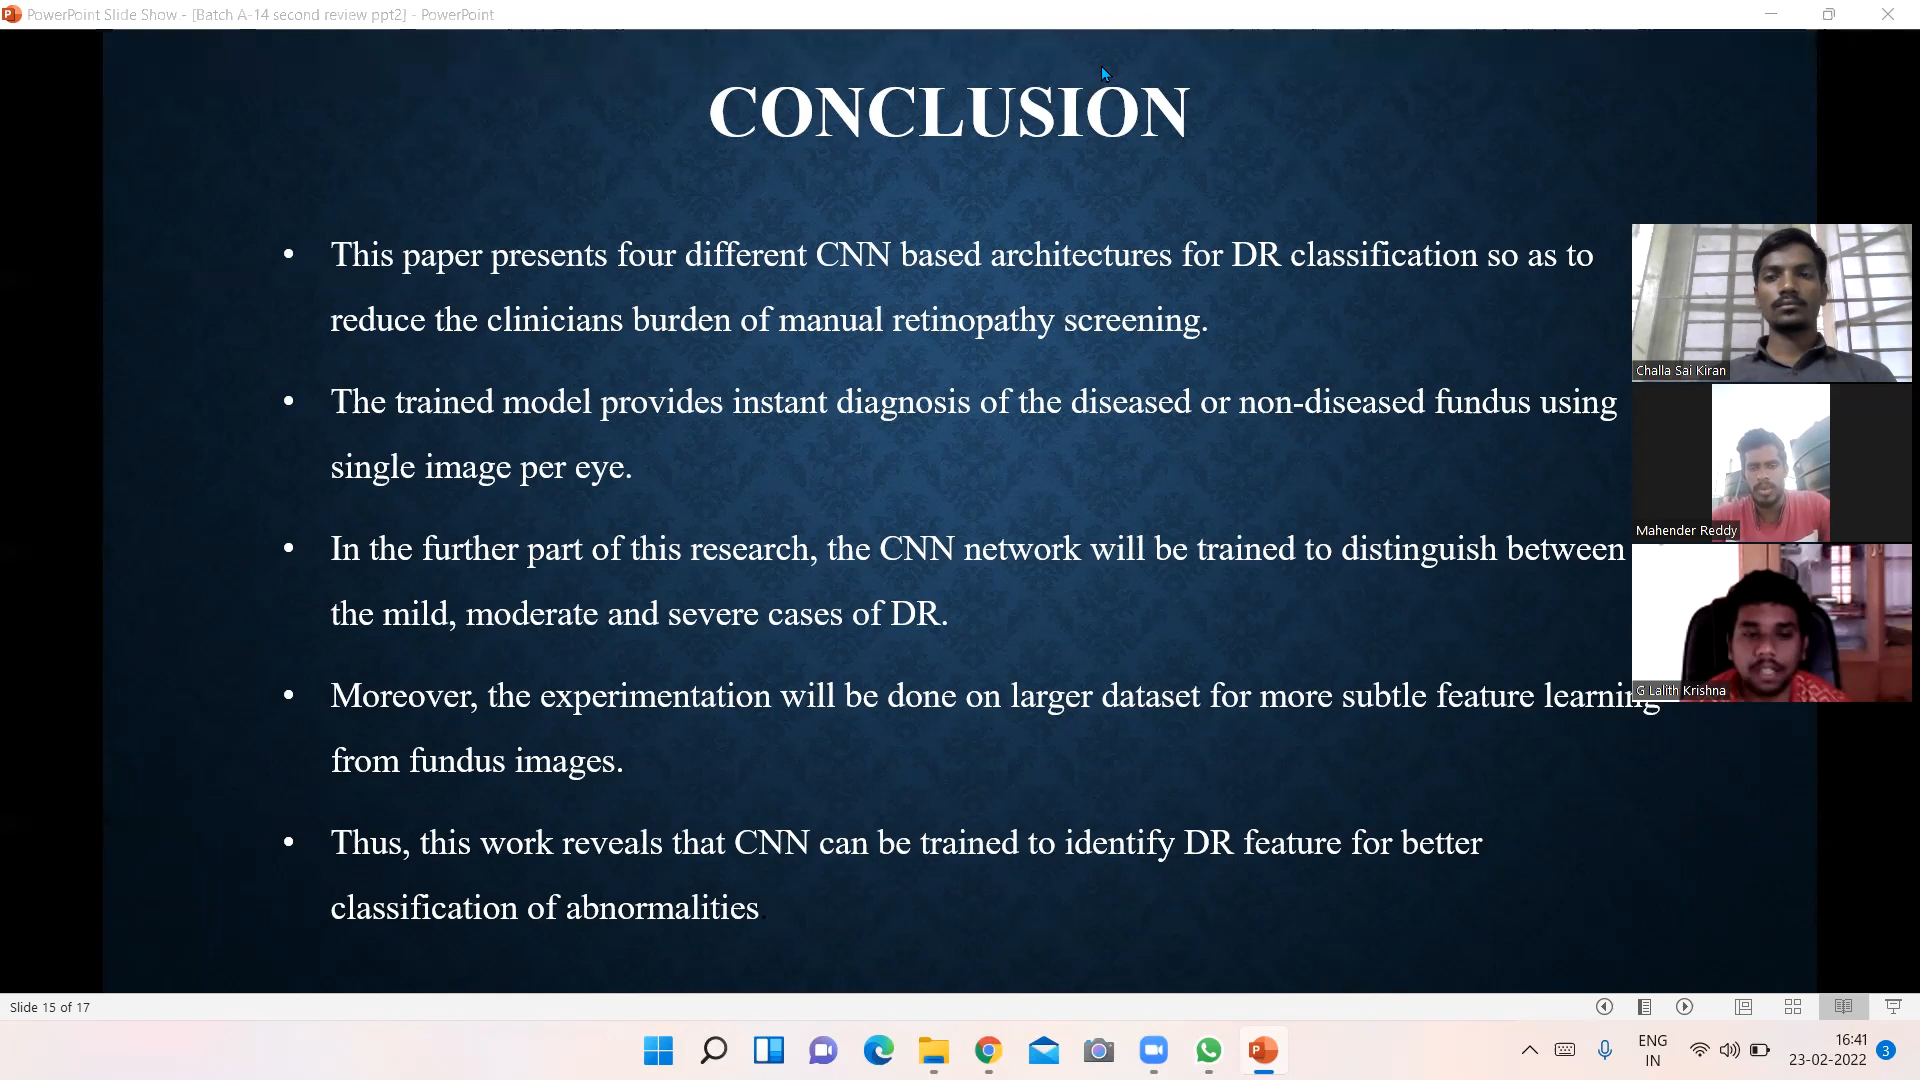 PowerPoint Slide Show - [Batch A-14 second review ppt2] - PowerPoint
CONCLUSION
• This paper presents four different CNN based architectures for DR classification so as to
reduce the clinicians burden of manual retinopathy screening.
• The trained model provides instant diagnosis of the diseased or non-diseased fundus using
single image per eye.
• In the further part of this research, the CNN network will be trained to distinguish between
the mild, moderate and severe cases of DR.
• Moreover, the experimentation will be done on larger dataset for more subtle feature learning
from fundus images.
• Thus, this work reveals that CNN can be trained to identify DR feature for better
classification of abnormalities.
Challa Sai Kiran
Mahender Reddy
G Lalith Krishna
Slide 15 of 17
ENG
IN
16:41
23-02-2022
3